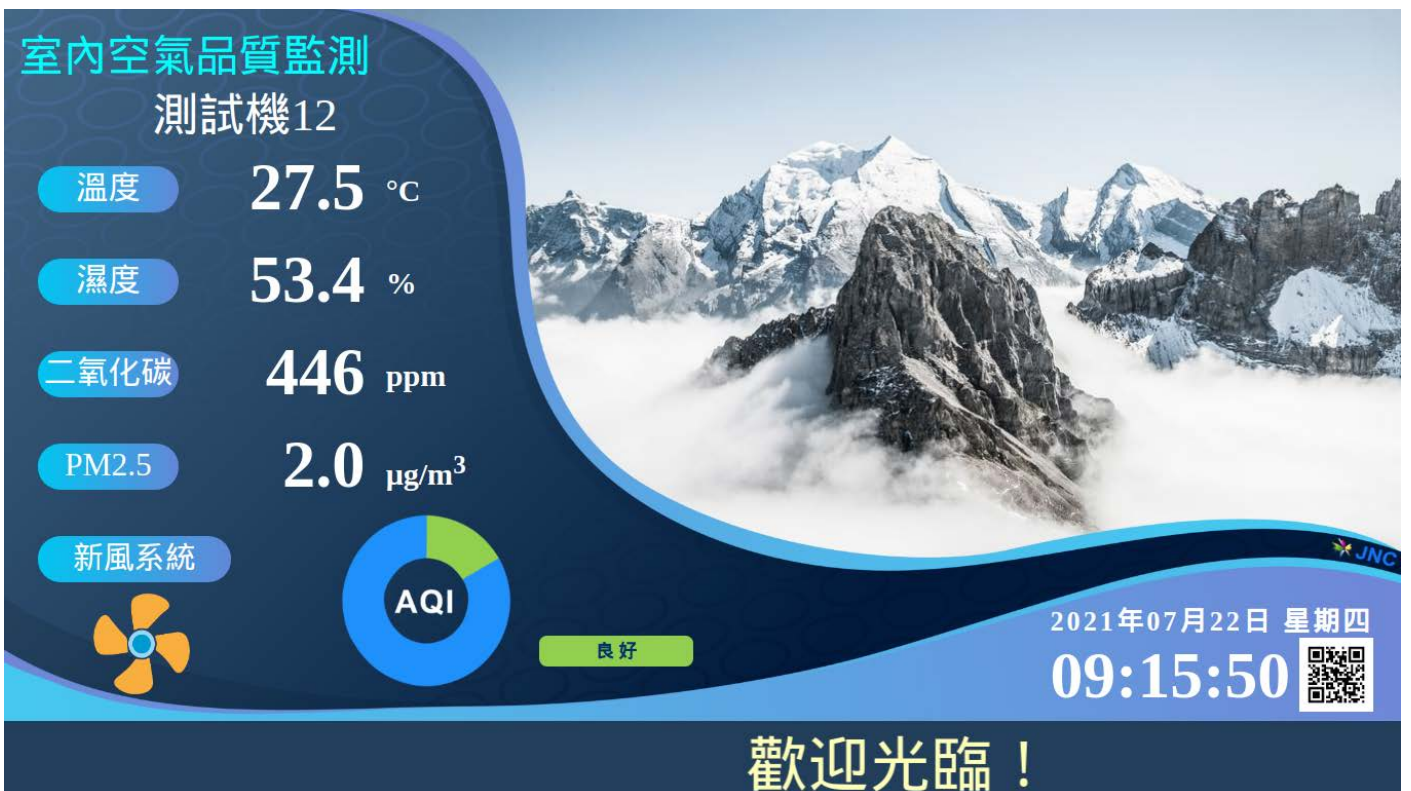 室內空氣品質監測
測試機12
溫度 27.5 °C
濕度 53.4 %
二氧化碳 446 ppm
PM2.5 2.0 μg/m³
新風系統
AQI
良好
JNC
2021年07月22日 星期四
09:15:50
歡迎光臨！